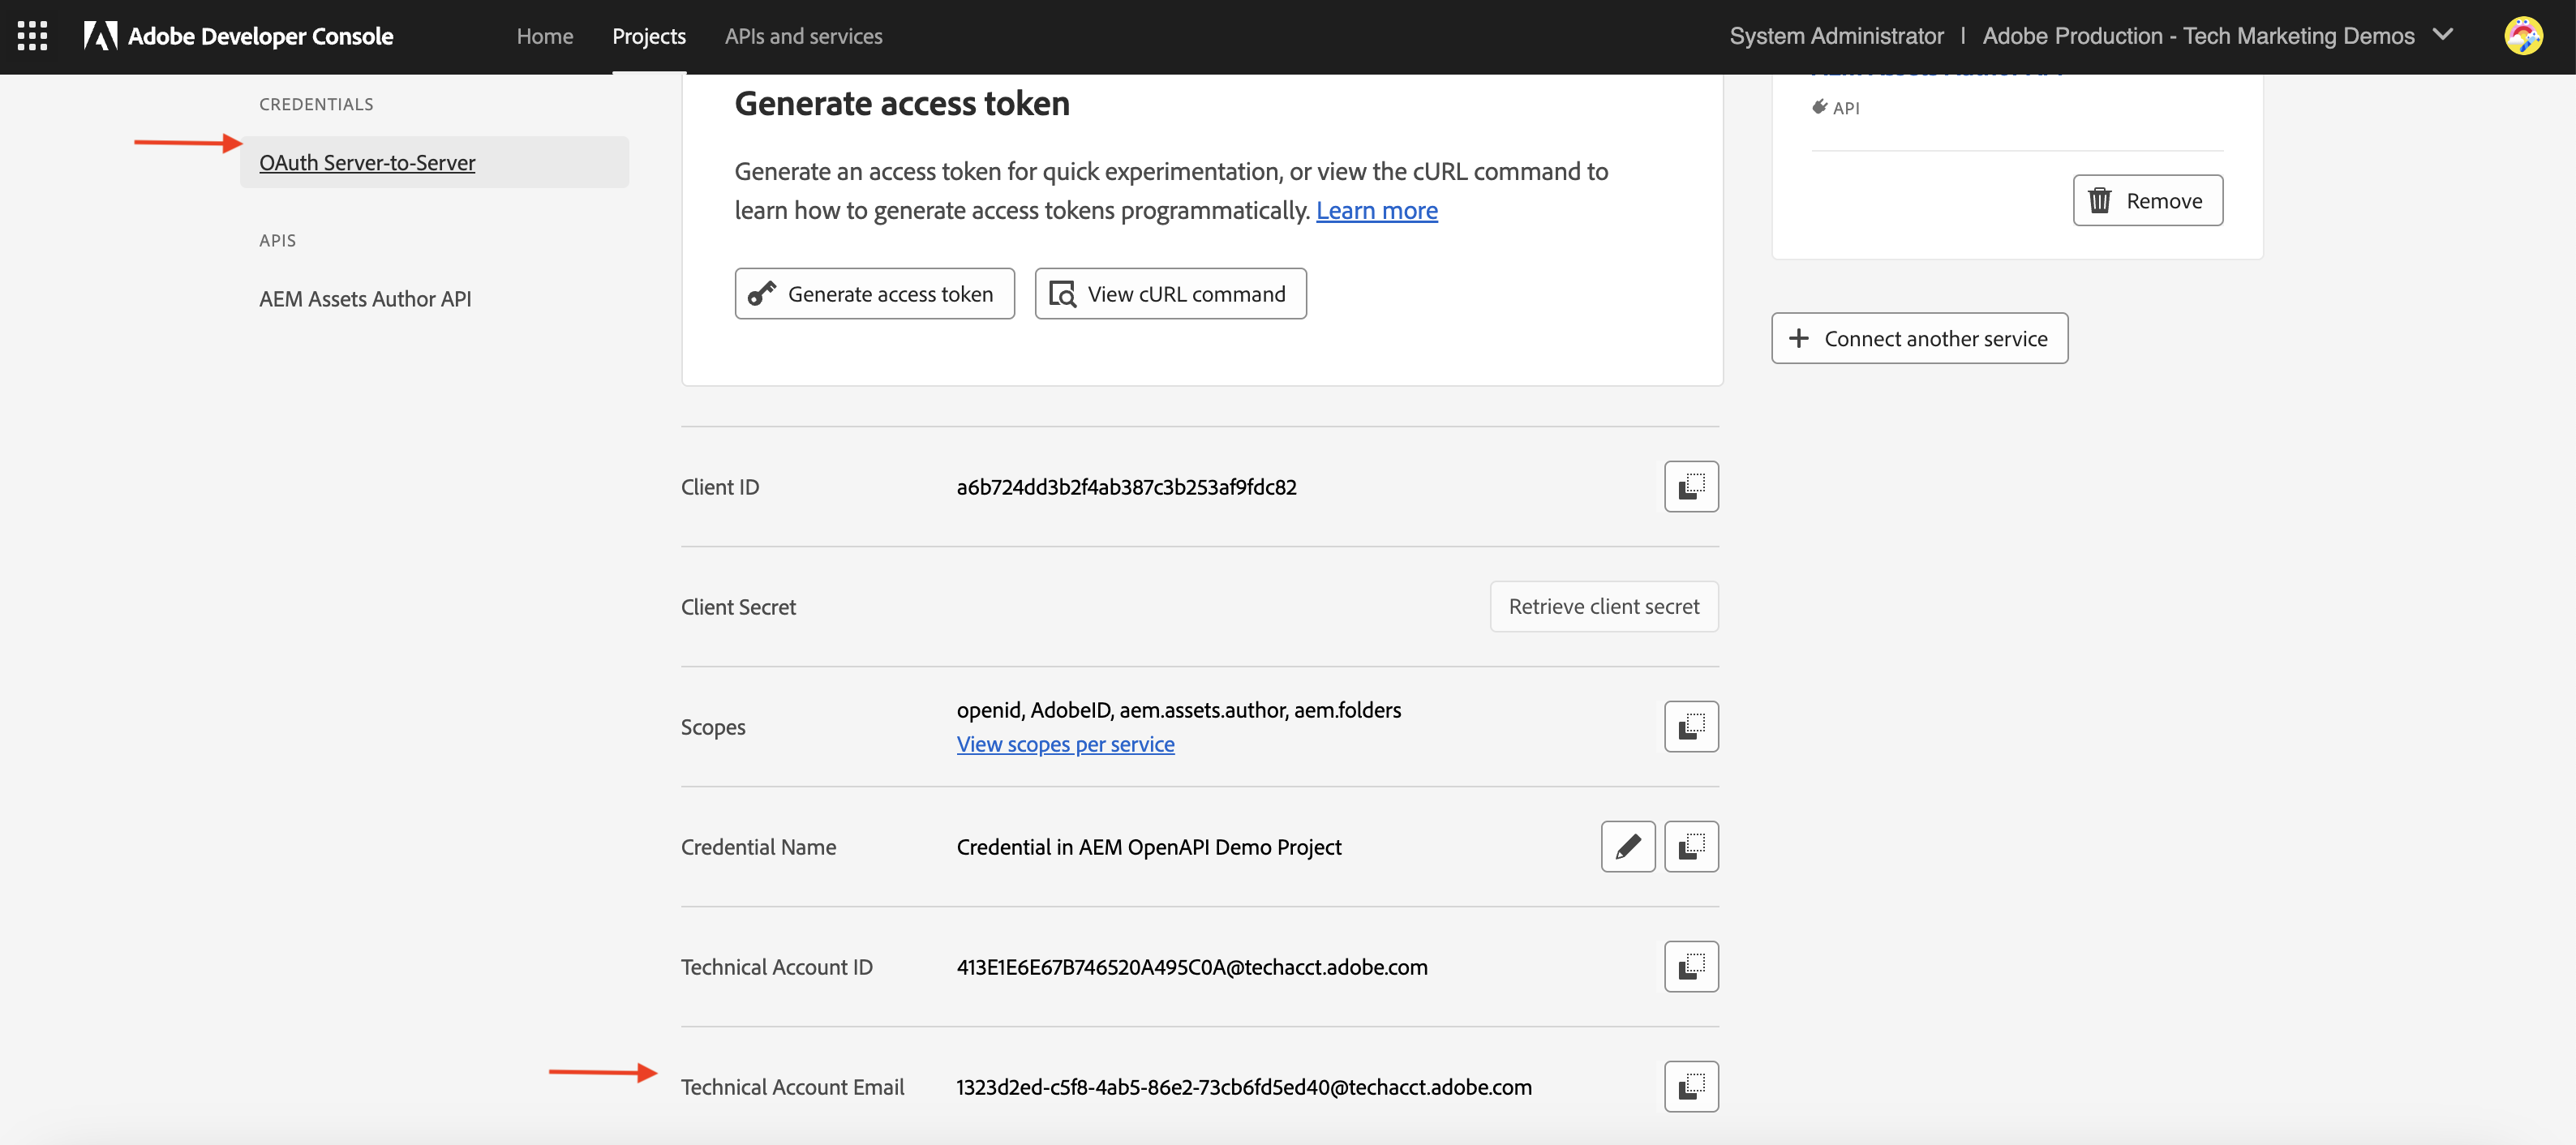 Adobe Developer Console
Home
Projects
APIs and services
System Administrator | Adobe Production - Tech Marketing Demos
CREDENTIALS
OAuth Server-to-Server
APIS
AEM Assets Author API
Generate access token
Generate an access token for quick experimentation, or view the cURL command to
learn how to generate access tokens programmatically. Learn more
Generate access token
View cURL command
Client ID
a6b724dd3b2f4ab387c3b253af9fdc82
Client Secret
Retrieve client secret
Scopes
openid, AdobeID, aem.assets.author, aem.folders
View scopes per service
Credential Name
Credential in AEM OpenAPI Demo Project
Technical Account ID
413E1E6E67B746520A495C0A@techacct.adobe.com
Technical Account Email
1323d2ed-c5f8-4ab5-86e2-73cb6fd5ed40@techacct.adobe.com
API
Remove
Connect another service